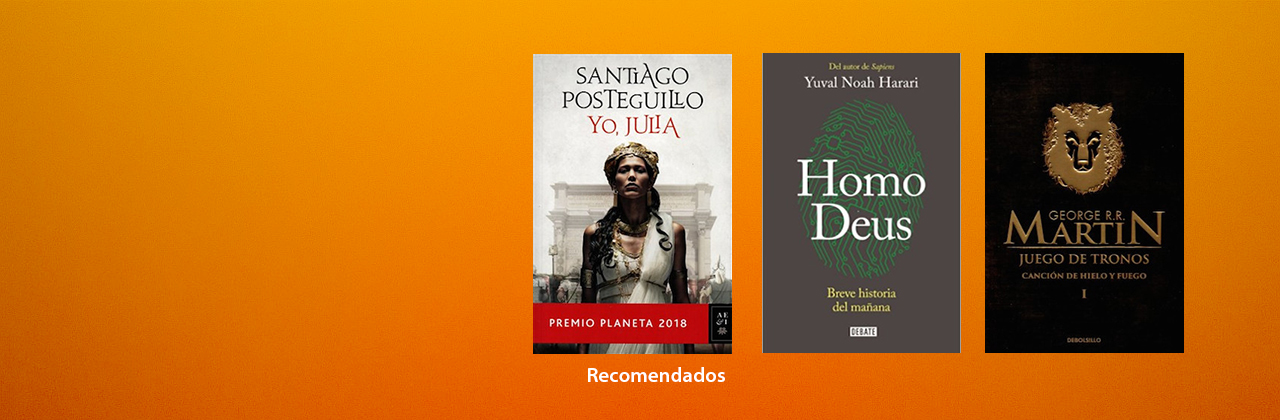 SANTIAGO
POSTEGUILLO
YO, JULIA
PREMIO PLANETA 2018
AE
&I
Del autor de Sapiens
Yuval Noah Harari
Homo
Deus
Breve historia
del mañana
DEBATE
GEORGE R.R.
MARTIN
JUEGO DE TRONOS
CANCIÓN DE HIELO Y FUEGO
I
DEBOLSILLO
Recomendados